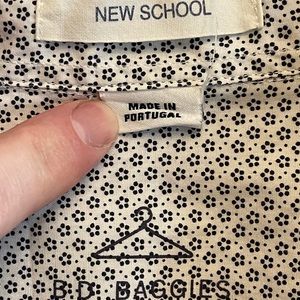 NEW SCHOOL
MADE IN
PORTUGAL
B.D. BAGGIES